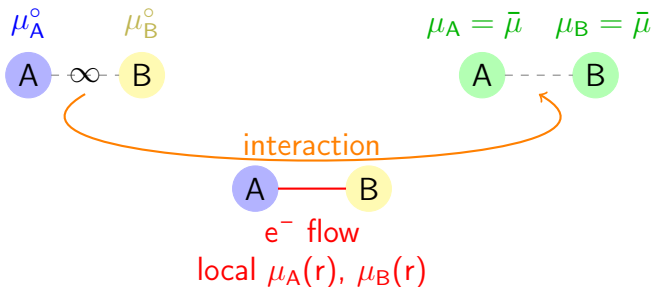 μ°A μ°B μA = μ̄ μB = μ̄
A ∞ B A B
interaction
A B
e⁻ flow
local μA(r), μB(r)